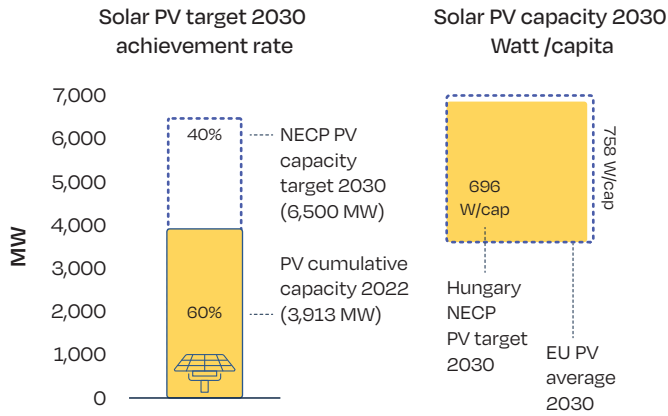 Solar PV target 2030
achievement rate
MW
7,000
6,000
5,000
4,000
3,000
2,000
1,000
0
40%
60%
NECP PV
capacity
target 2030
(6,500 MW)
PV cumulative
capacity 2022
(3,913 MW)
Solar PV capacity 2030
Watt /capita
696
W/cap
758 W/cap
Hungary
NECP
PV target
2030
EU PV
average
2030